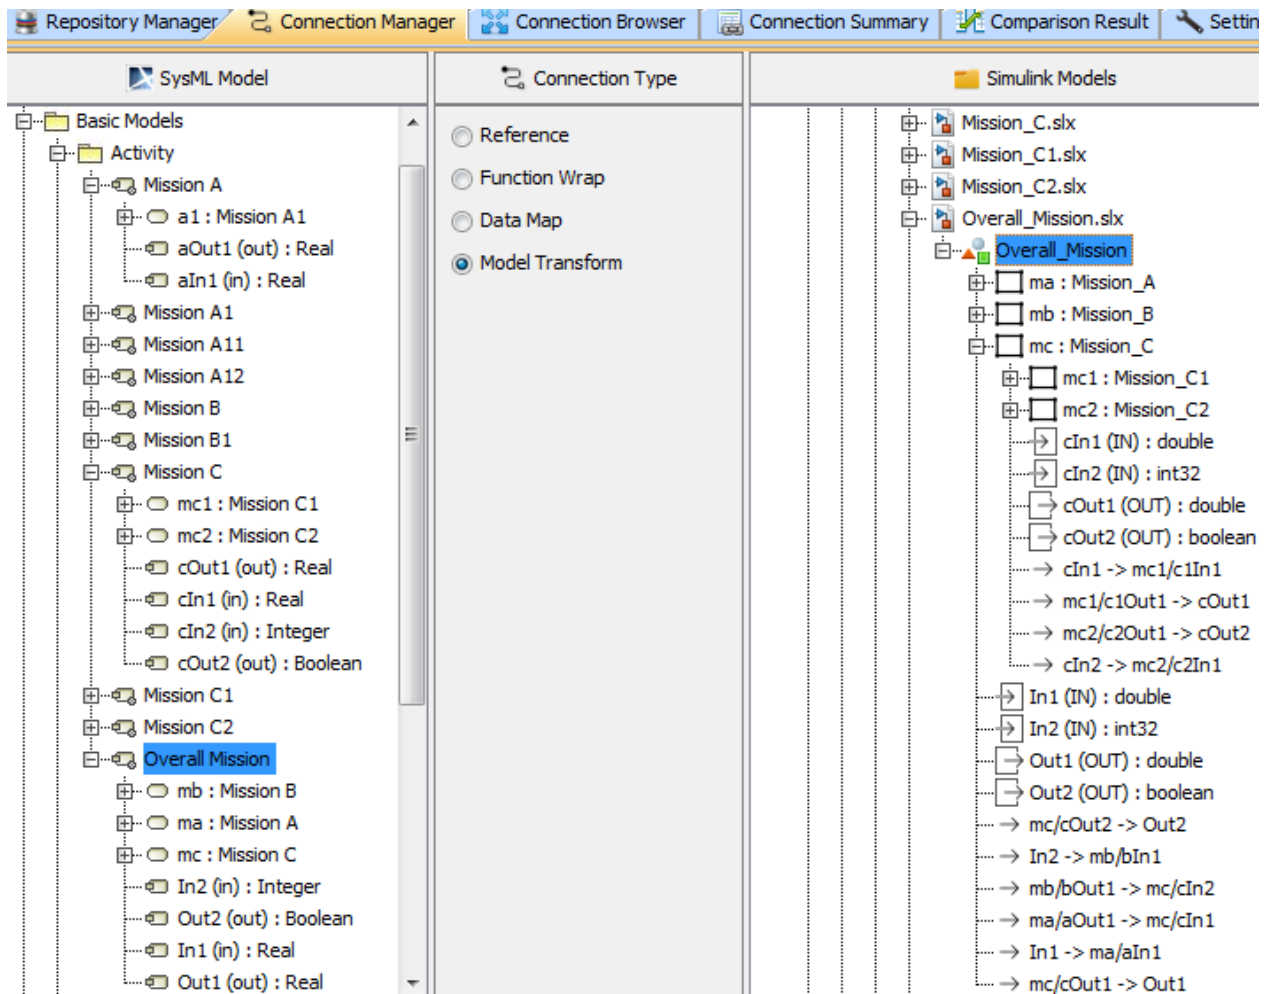 Repository Manager Connection Manager Connection Browser Connection Summary Comparison Result Settin
SysML Model
Connection Type
Simulink Models
Basic Models
Activity
Mission A
a1 : Mission A1
aOut1 (out) : Real
aIn1 (in) : Real
Mission A1
Mission A11
Mission A12
Mission B
Mission B1
Mission C
mc1 : Mission C1
mc2 : Mission C2
cOut1 (out) : Real
cIn1 (in) : Real
cIn2 (in) : Integer
cOut2 (out) : Boolean
Mission C1
Mission C2
Overall Mission
mb : Mission B
ma : Mission A
mc : Mission C
In2 (in) : Integer
Out2 (out) : Boolean
In1 (in) : Real
Out1 (out) : Real
Reference
Function Wrap
Data Map
Model Transform
Mission_C.slx
Mission_C1.slx
Mission_C2.slx
Overall_Mission.slx
Overall_Mission
ma : Mission_A
mb : Mission_B
mc : Mission_C
mc1 : Mission_C1
mc2 : Mission_C2
cIn1 (IN) : double
cIn2 (IN) : int32
cOut1 (OUT) : double
cOut2 (OUT) : boolean
cIn1 -> mc1/c1In1
mc1/c1Out1 -> cOut1
mc2/c2Out1 -> cOut2
cIn2 -> mc2/c2In1
In1 (IN) : double
In2 (IN) : int32
Out1 (OUT) : double
Out2 (OUT) : boolean
mc/cOut2 -> Out2
In2 -> mb/bIn1
mb/bOut1 -> mc/cIn2
ma/aOut1 -> mc/cIn1
In1 -> ma/aIn1
mc/cOut1 -> Out1